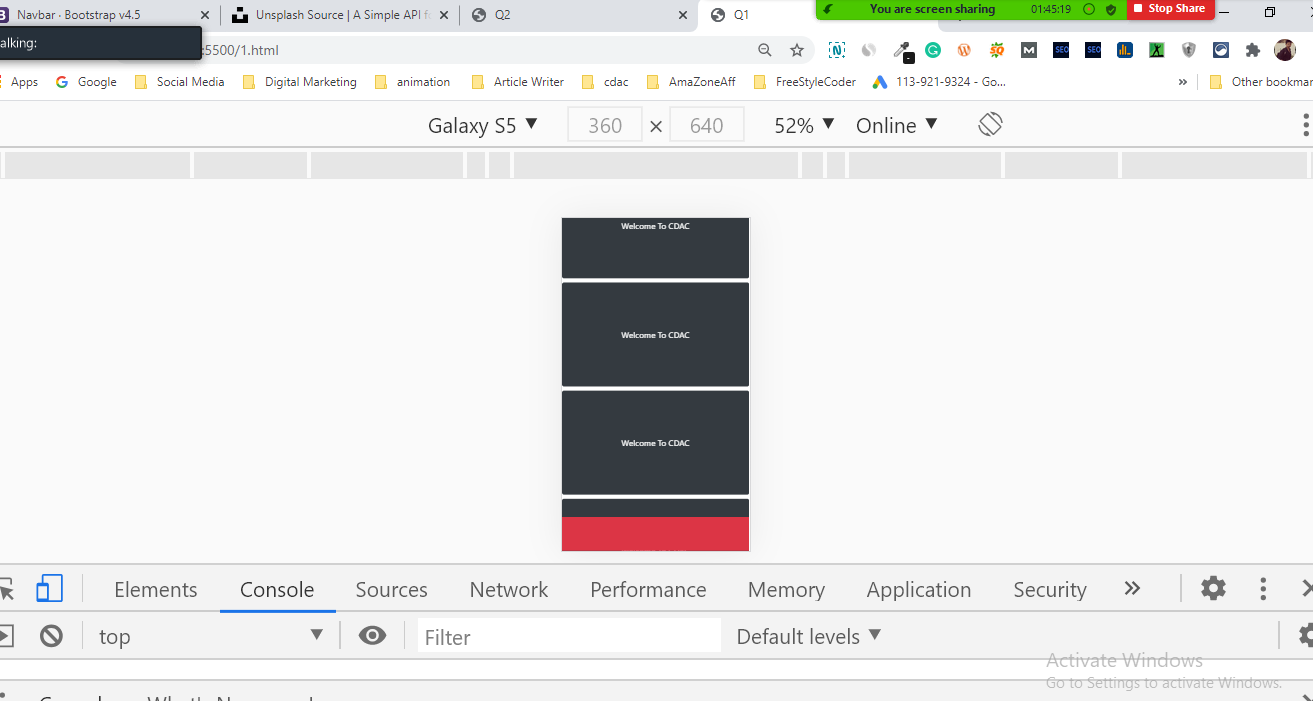 Navbar · Bootstrap v4.5
Unsplash Source | A Simple API f
Q2
Q1
You are screen sharing
01:45:19
Stop Share
alking:
:5500/1.html
Apps
Google
Social Media
Digital Marketing
animation
Article Writer
cdac
AmaZoneAff
FreeStyleCoder
113-921-9324 - Go...
»
Other bookmar
Galaxy S5
360
×
640
52%
Online
Welcome To CDAC
Welcome To CDAC
Welcome To CDAC
Elements
Console
Sources
Network
Performance
Memory
Application
Security
»
top
Filter
Default levels
Activate Windows
Go to Settings to activate Windows.